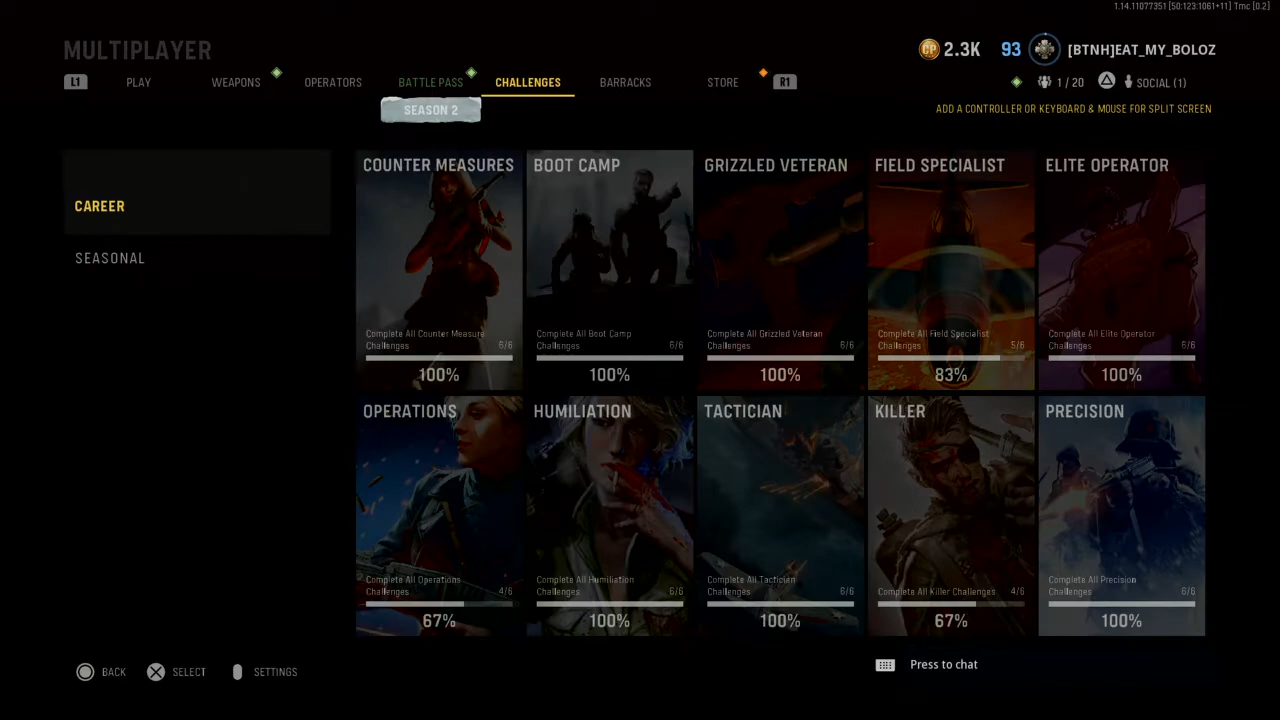 1.14.11077351 [50:123:1061+11] Tmc [0.2]
MULTIPLAYER
CP 2.3K 93 [BTNH]EAT_MY_BOLOZ
L1 PLAY WEAPONS OPERATORS BATTLE PASS CHALLENGES BARRACKS STORE R1 1 / 20 SOCIAL (1)
SEASON 2
ADD A CONTROLLER OR KEYBOARD & MOUSE FOR SPLIT SCREEN
CAREER
SEASONAL
COUNTER MEASURES
Complete All Counter Measure
Challenges 6/6
100%
BOOT CAMP
Complete All Boot Camp
Challenges 6/6
100%
GRIZZLED VETERAN
Complete All Grizzled Veteran
Challenges 6/6
100%
FIELD SPECIALIST
Complete All Field Specialist
Challenges 5/6
83%
ELITE OPERATOR
Complete All Elite Operator
Challenges 6/6
100%
OPERATIONS
Complete All Operations
Challenges 4/6
67%
HUMILIATION
Complete All Humiliation
Challenges 6/6
100%
TACTICIAN
Complete All Tactician
Challenges 6/6
100%
KILLER
Complete All Killer Challenges 4/6
67%
PRECISION
Complete All Precision
Challenges 6/6
100%
BACK SELECT SETTINGS
Press to chat